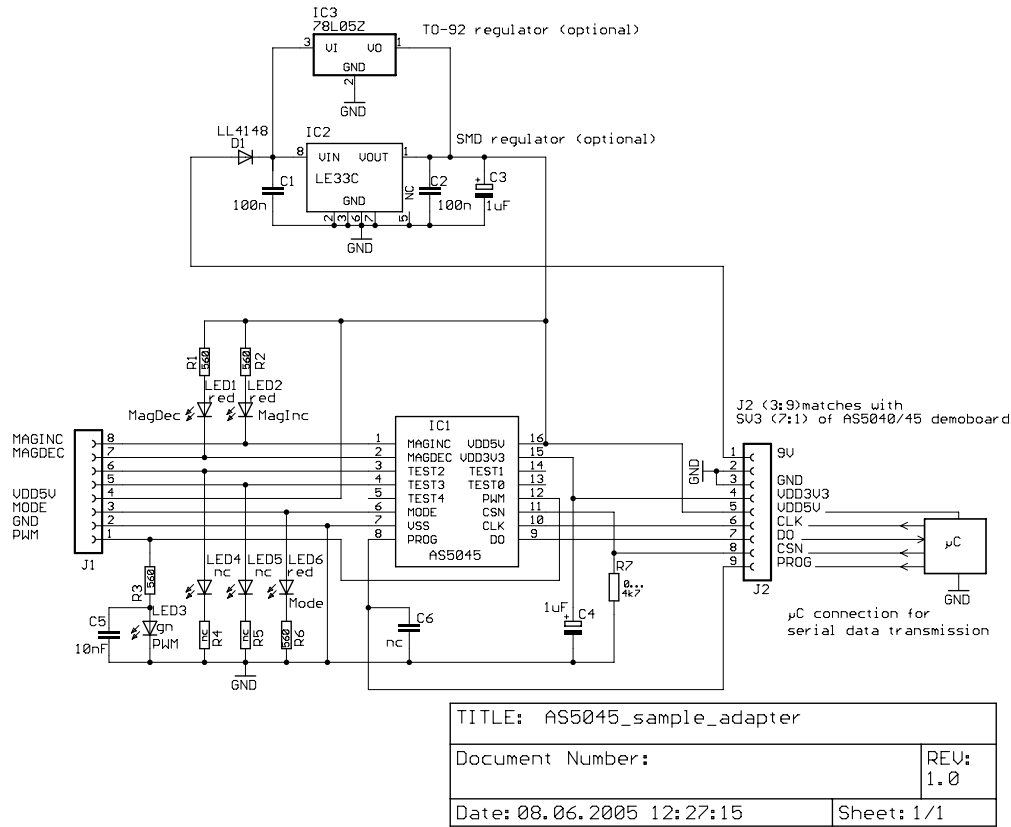 IC3
78L05Z
TO-92 regulator (optional)
3 VI VO 1
GND
2
GND
LL4148
D1
IC2
SMD regulator (optional)
8 VIN VOUT 1
LE33C
GND
NC
2 3 6 7 5
C1
100n
C2
100n
C3
+
1uF
GND
R1
560
R2
560
LED1
red
LED2
red
MagDec
MagInc
J2 (3:9)matches with
SV3 (7:1) of AS5040/45 demoboard
IC1
MAGINC 8
MAGDEC 7
6
5
VDD5V 4
MODE 3
GND 2
PWM 1
J1
1 MAGINC VDD5V 16
2 MAGDEC VDD3V3 15
3 TEST2 TEST1 14
4 TEST3 TEST0 13
5 TEST4 PWM 12
6 MODE CSN 11
7 VSS CLK 10
8 PROG DO 9
AS5045
1 9V
GND
2
3 GND
4 VDD3V3
5 VDD5V
6 CLK
7 DO
8 CSN
9 PROG
J2
µC
GND
R3
560
LED4
nc
LED5
nc
LED6
red
Mode
R7
0...
4k7
C5
10nF
LED3
gn
PWM
R4
nc
R5
nc
R6
560
C6
nc
1uF
+
C4
µC connection for
serial data transmission
GND
TITLE: AS5045_sample_adapter
Document Number:
REV:
1.0
Date: 08.06.2005 12:27:15
Sheet: 1/1